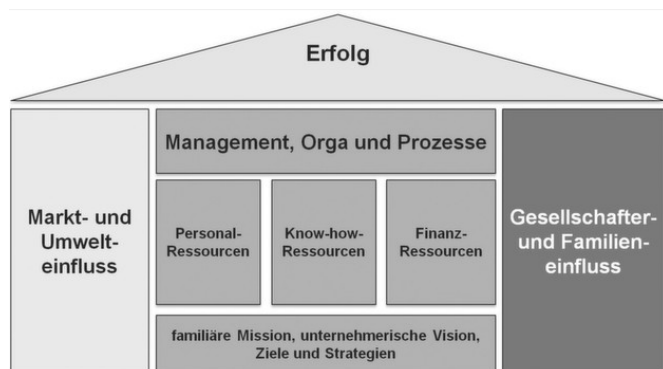 Erfolg
Management, Orga und Prozesse
Markt- und
Umwelt-
einfluss
Personal-
Ressourcen
Know-how-
Ressourcen
Finanz-
Ressourcen
Gesellschafter-
und Familien-
einfluss
familiäre Mission, unternehmerische Vision,
Ziele und Strategien